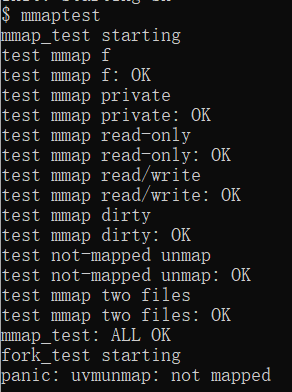 $ mmaptest
mmap_test starting
test mmap f
test mmap f: OK
test mmap private
test mmap private: OK
test mmap read-only
test mmap read-only: OK
test mmap read/write
test mmap read/write: OK
test mmap dirty
test mmap dirty: OK
test not-mapped unmap
test not-mapped unmap: OK
test mmap two files
test mmap two files: OK
mmap_test: ALL OK
fork_test starting
panic: uvmunmap: not mapped